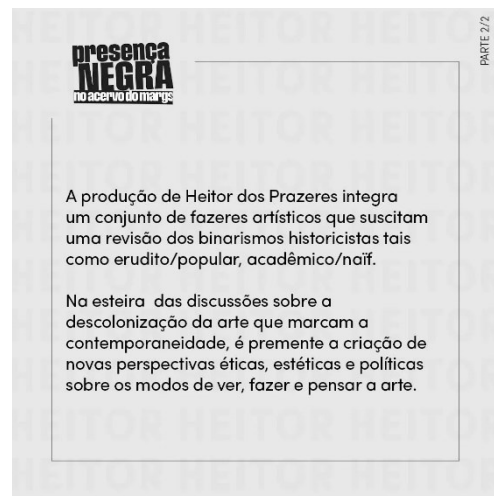 PARTE 2/2
presença
NEGRA
no acervo do margs
A produção de Heitor dos Prazeres integra
um conjunto de fazeres artísticos que suscitam
uma revisão dos binarismos historicistas tais
como erudito/popular, acadêmico/naïf.
Na esteira das discussões sobre a
descolonização da arte que marcam a
contemporaneidade, é premente a criação de
novas perspectivas éticas, estéticas e políticas
sobre os modos de ver, fazer e pensar a arte.